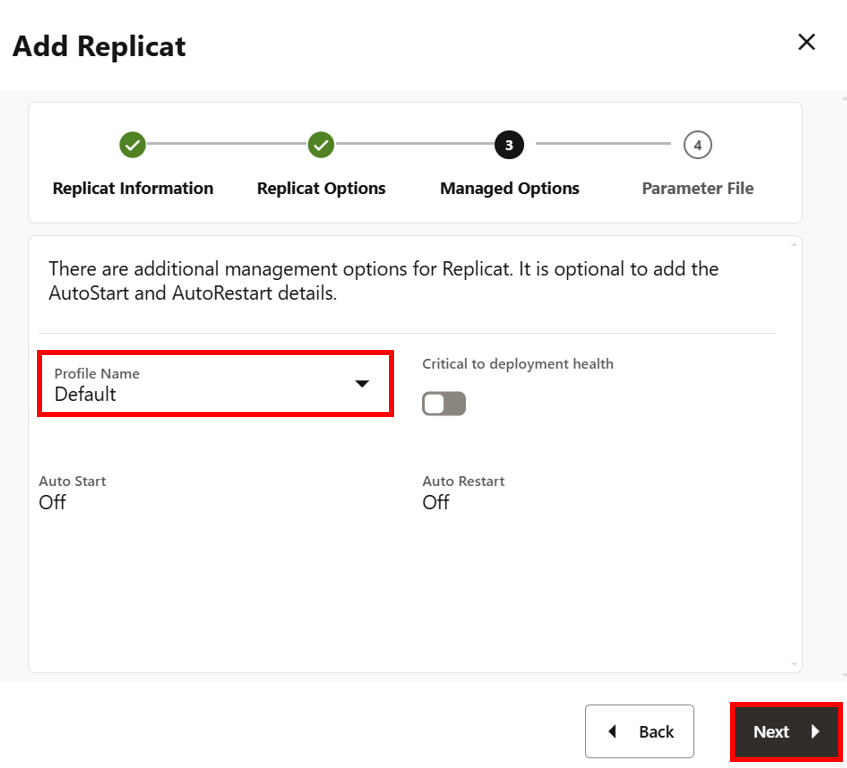 Add Replicat
3
4
Replicat Information
Replicat Options
Managed Options
Parameter File
There are additional management options for Replicat. It is optional to add the
AutoStart and AutoRestart details.
Profile Name
Default
Critical to deployment health
Auto Start
Off
Auto Restart
Off
Back
Next